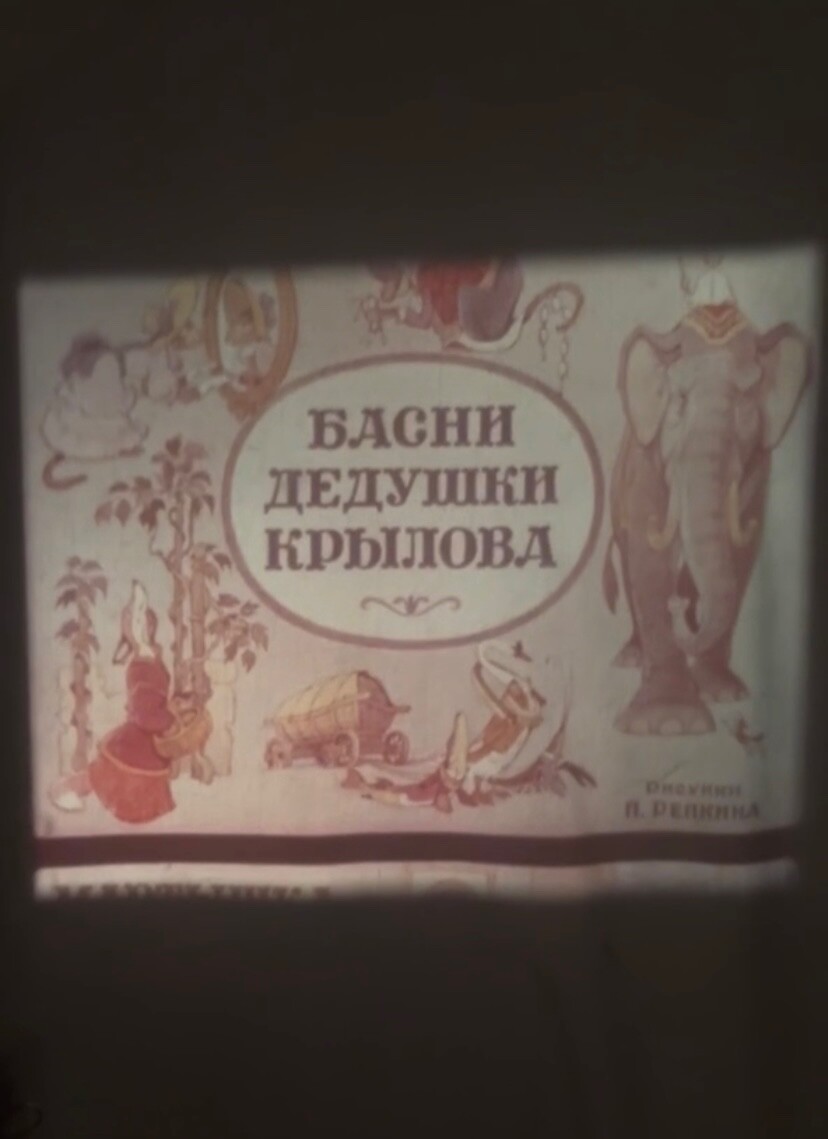 БАСНИ
ДЕДУШКИ
КРЫЛОВА
РИСУНКИ
П. РЕПКИНА